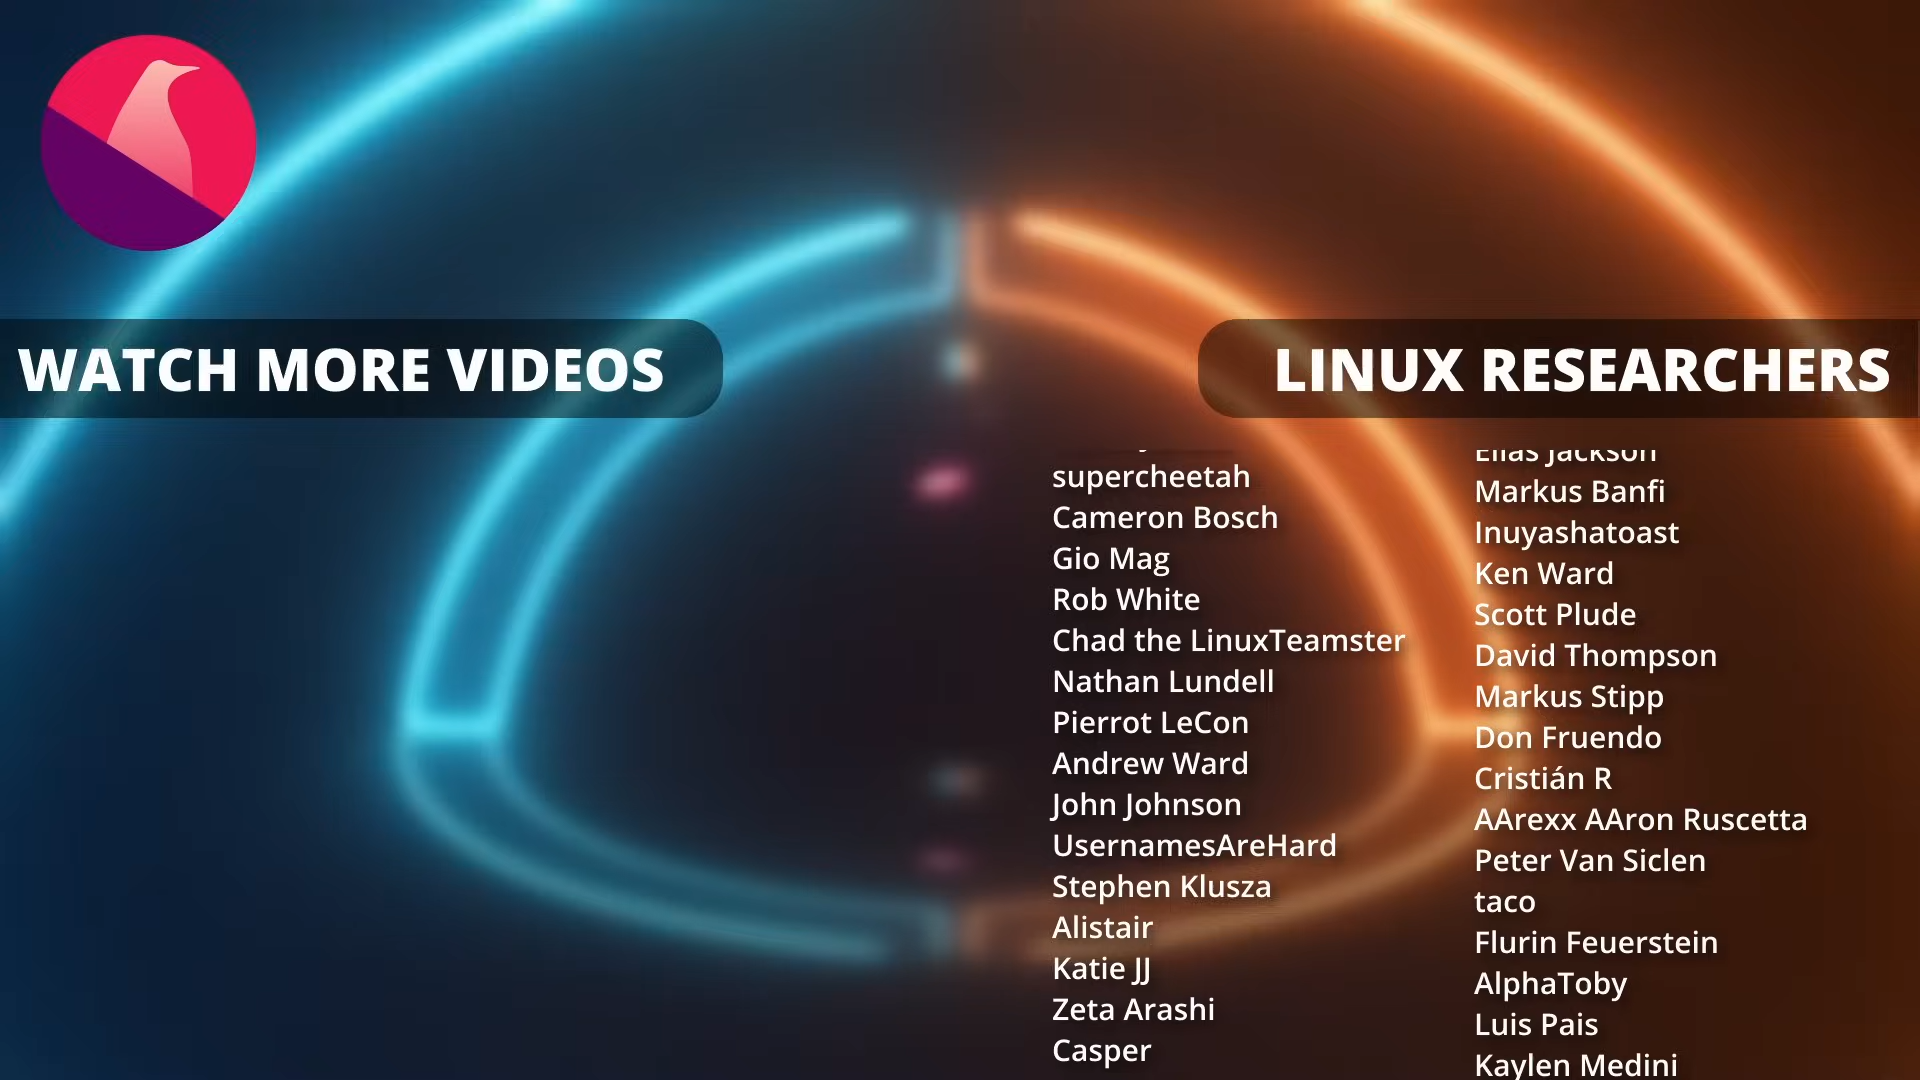 WATCH MORE VIDEOS
LINUX RESEARCHERS
supercheetah
Cameron Bosch
Gio Mag
Rob White
Chad the LinuxTeamster
Nathan Lundell
Pierrot LeCon
Andrew Ward
John Johnson
UsernamesAreHard
Stephen Klusza
Alistair
Katie JJ
Zeta Arashi
Casper
Elias Jackson
Markus Banfi
Inuyashatoast
Ken Ward
Scott Plude
David Thompson
Markus Stipp
Don Fruendo
Cristián R
AArexx AAron Ruscetta
Peter Van Siclen
taco
Flurin Feuerstein
AlphaToby
Luis Pais
Kaylen Medini